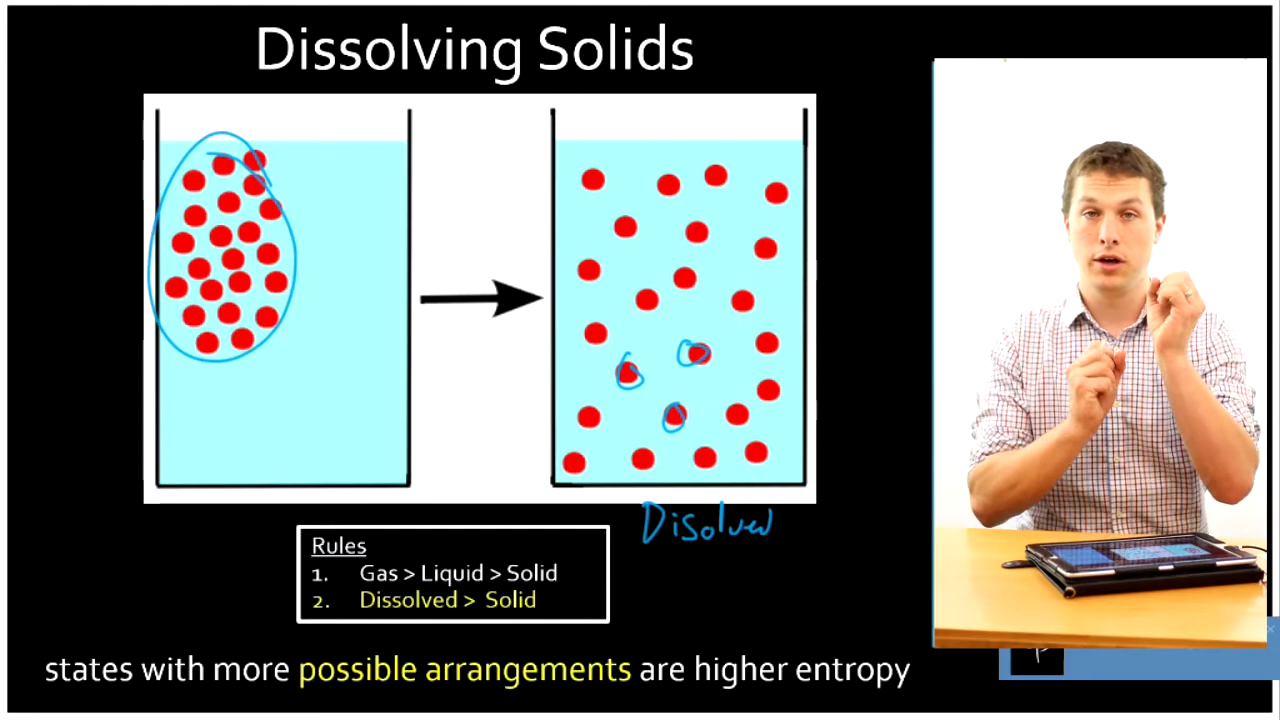 Dissolving Solids
Disolved
Rules
1. Gas > Liquid > Solid
2. Dissolved > Solid
states with more possible arrangements are higher entropy